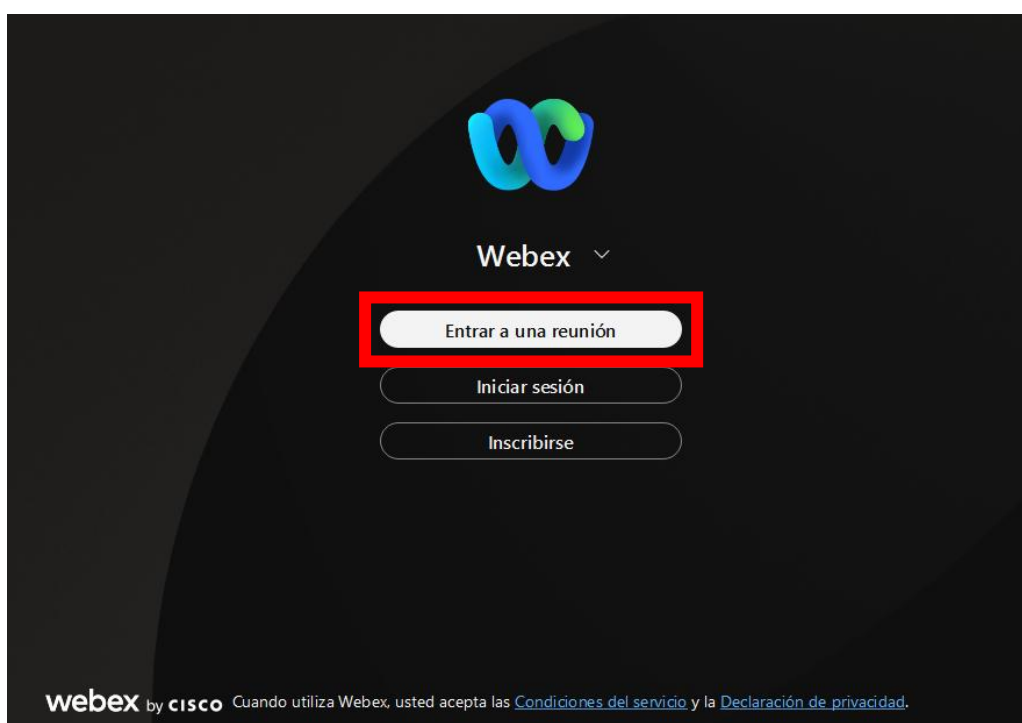 Webex
Entrar a una reunión
Iniciar sesión
Inscribirse
webex by CISCO Cuando utiliza Webex, usted acepta las Condiciones del servicio y la Declaración de privacidad.